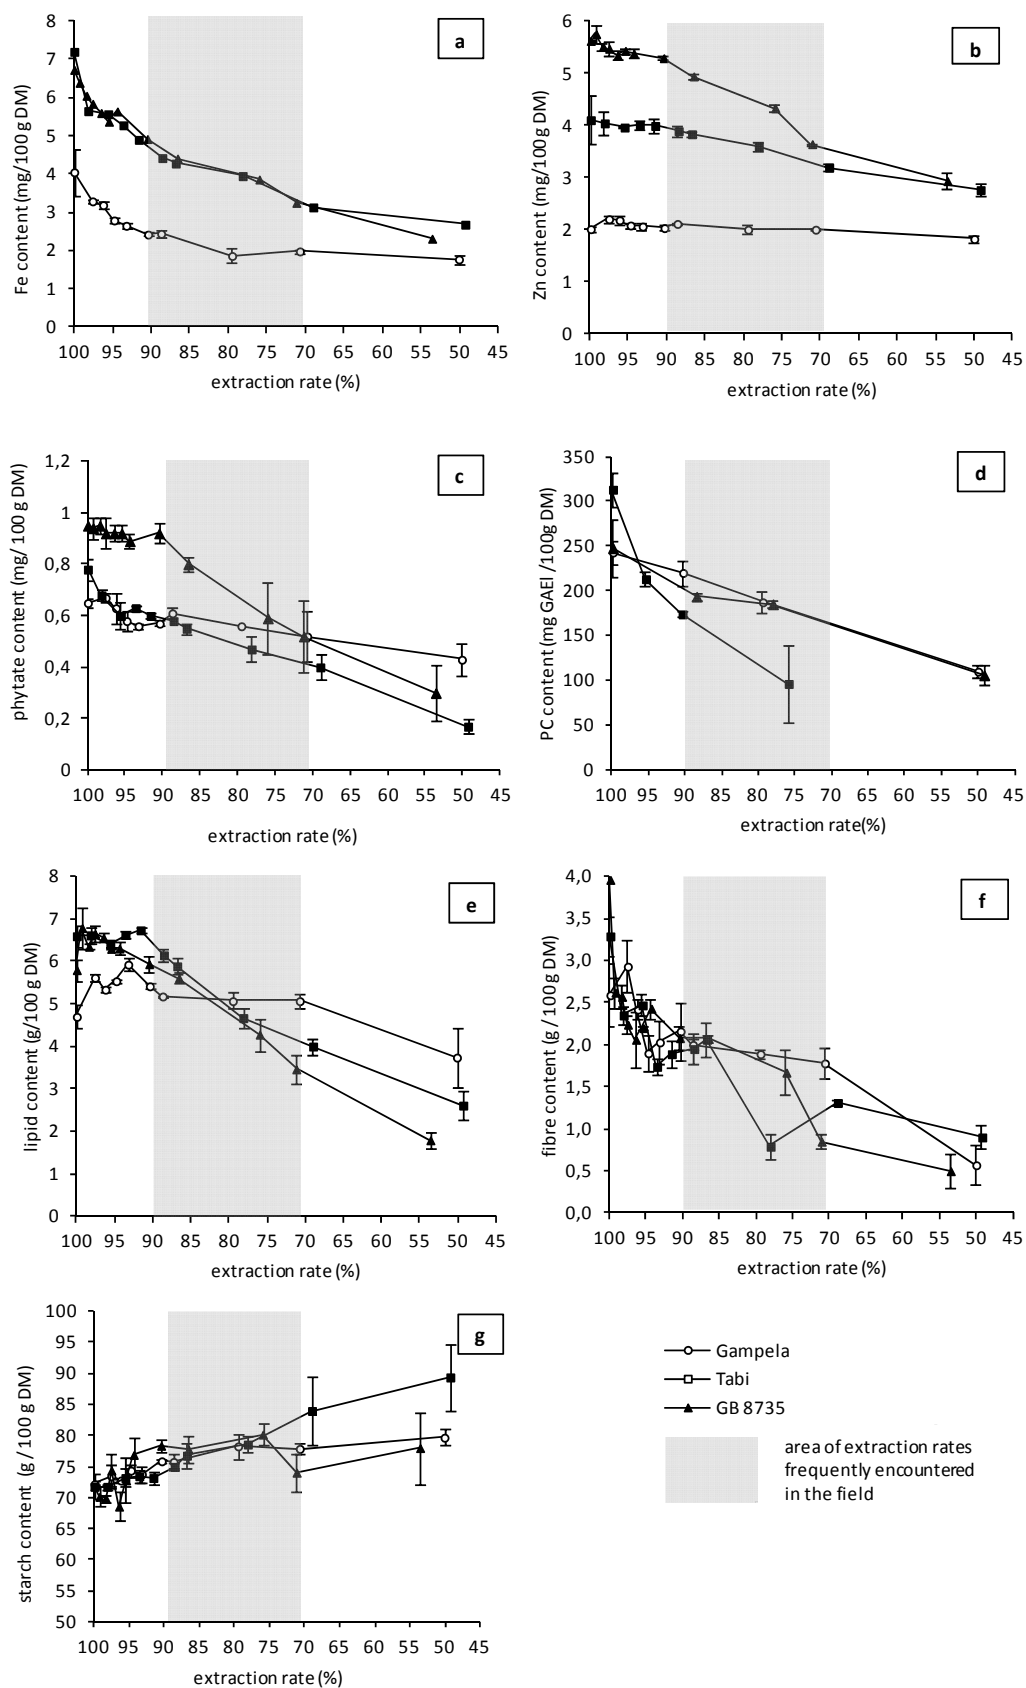 a
Fe content (mg/100 g DM)
8
7
6
5
4
3
2
1
0
100 95 90 85 80 75 70 65 60 55 50 45
extraction rate (%)
b
Zn content (mg/100 g DM)
6
5
4
3
2
1
0
100 95 90 85 80 75 70 65 60 55 50 45
extraction rate (%)
c
phytate content (mg/ 100 g DM)
1,2
1
0,8
0,6
0,4
0,2
0
100 95 90 85 80 75 70 65 60 55 50 45
extraction rate (%)
d
PC content (mg GAEI /100g DM)
350
300
250
200
150
100
50
0
100 95 90 85 80 75 70 65 60 55 50 45
extraction rate(%)
e
lipid content (g/100 g DM)
8
7
6
5
4
3
2
1
0
100 95 90 85 80 75 70 65 60 55 50 45
extraction rate (%)
f
fibre content (g / 100g DM)
4,0
3,5
3,0
2,5
2,0
1,5
1,0
0,5
0,0
100 95 90 85 80 75 70 65 60 55 50 45
extraction rate (%)
g
starch content (g / 100 g DM)
100
95
90
85
80
75
70
65
60
55
50
100 95 90 85 80 75 70 65 60 55 50 45
extraction rate (%)
Gampela
Tabi
GB 8735
area of extraction rates
frequently encountered
in the field